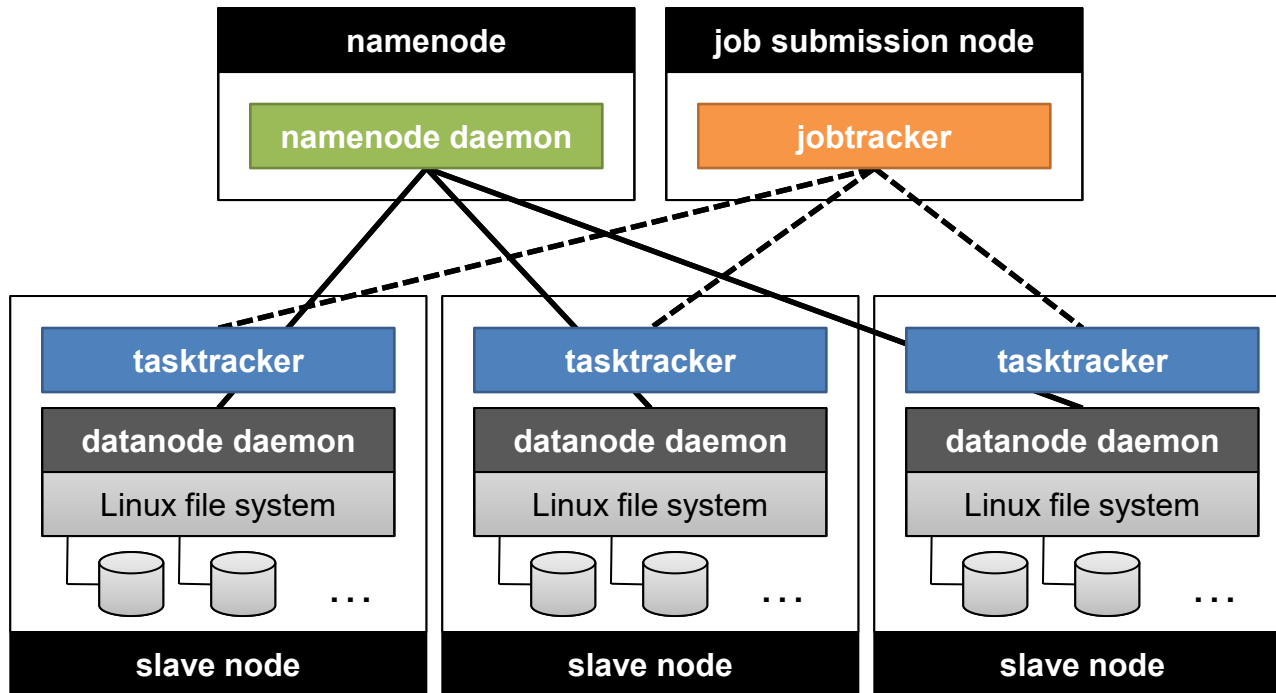 namenode
job submission node
namenode daemon
jobtracker
tasktracker
tasktracker
tasktracker
datanode daemon
datanode daemon
datanode daemon
Linux file system
Linux file system
Linux file system
...
...
...
slave node
slave node
slave node